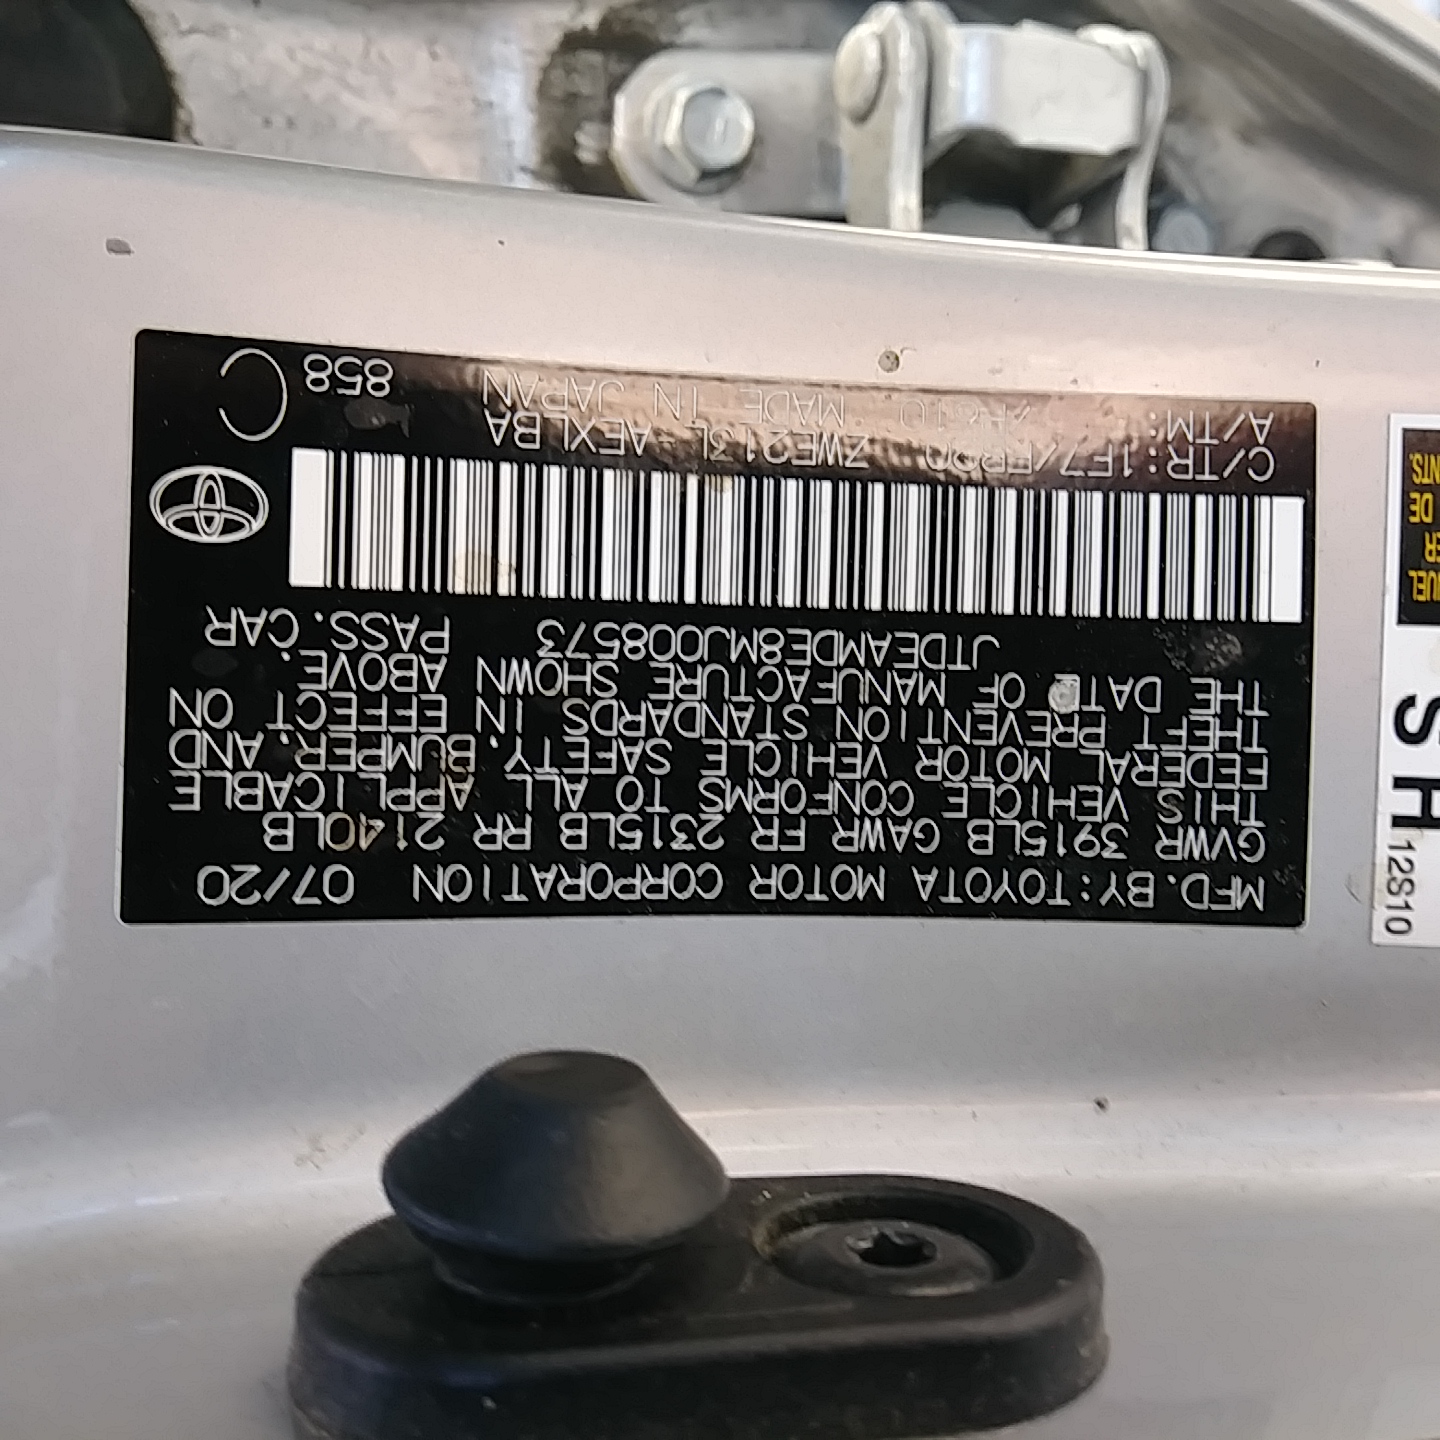 MFD. BY: TOYOTA MOTOR CORPORATION 07/20
GVWR 3915LB GAWR FR 2315LB RR 2140LB
THIS VEHICLE CONFORMS TO ALL APPLICABLE
FEDERAL MOTOR VEHICLE SAFETY. BUMPER. AND
THEFT PREVENTION STANDARDS IN EFFECT ON
THE DATE OF MANUFACTURE SHOWN ABOVE.
JTDEAMDE8MJ008573 PASS. CAR
C/TR: 1F7/FB20 ZWE213L-AEXLBA
A/TM: MADE IN JAPAN 858
C
12S10
SH
DE